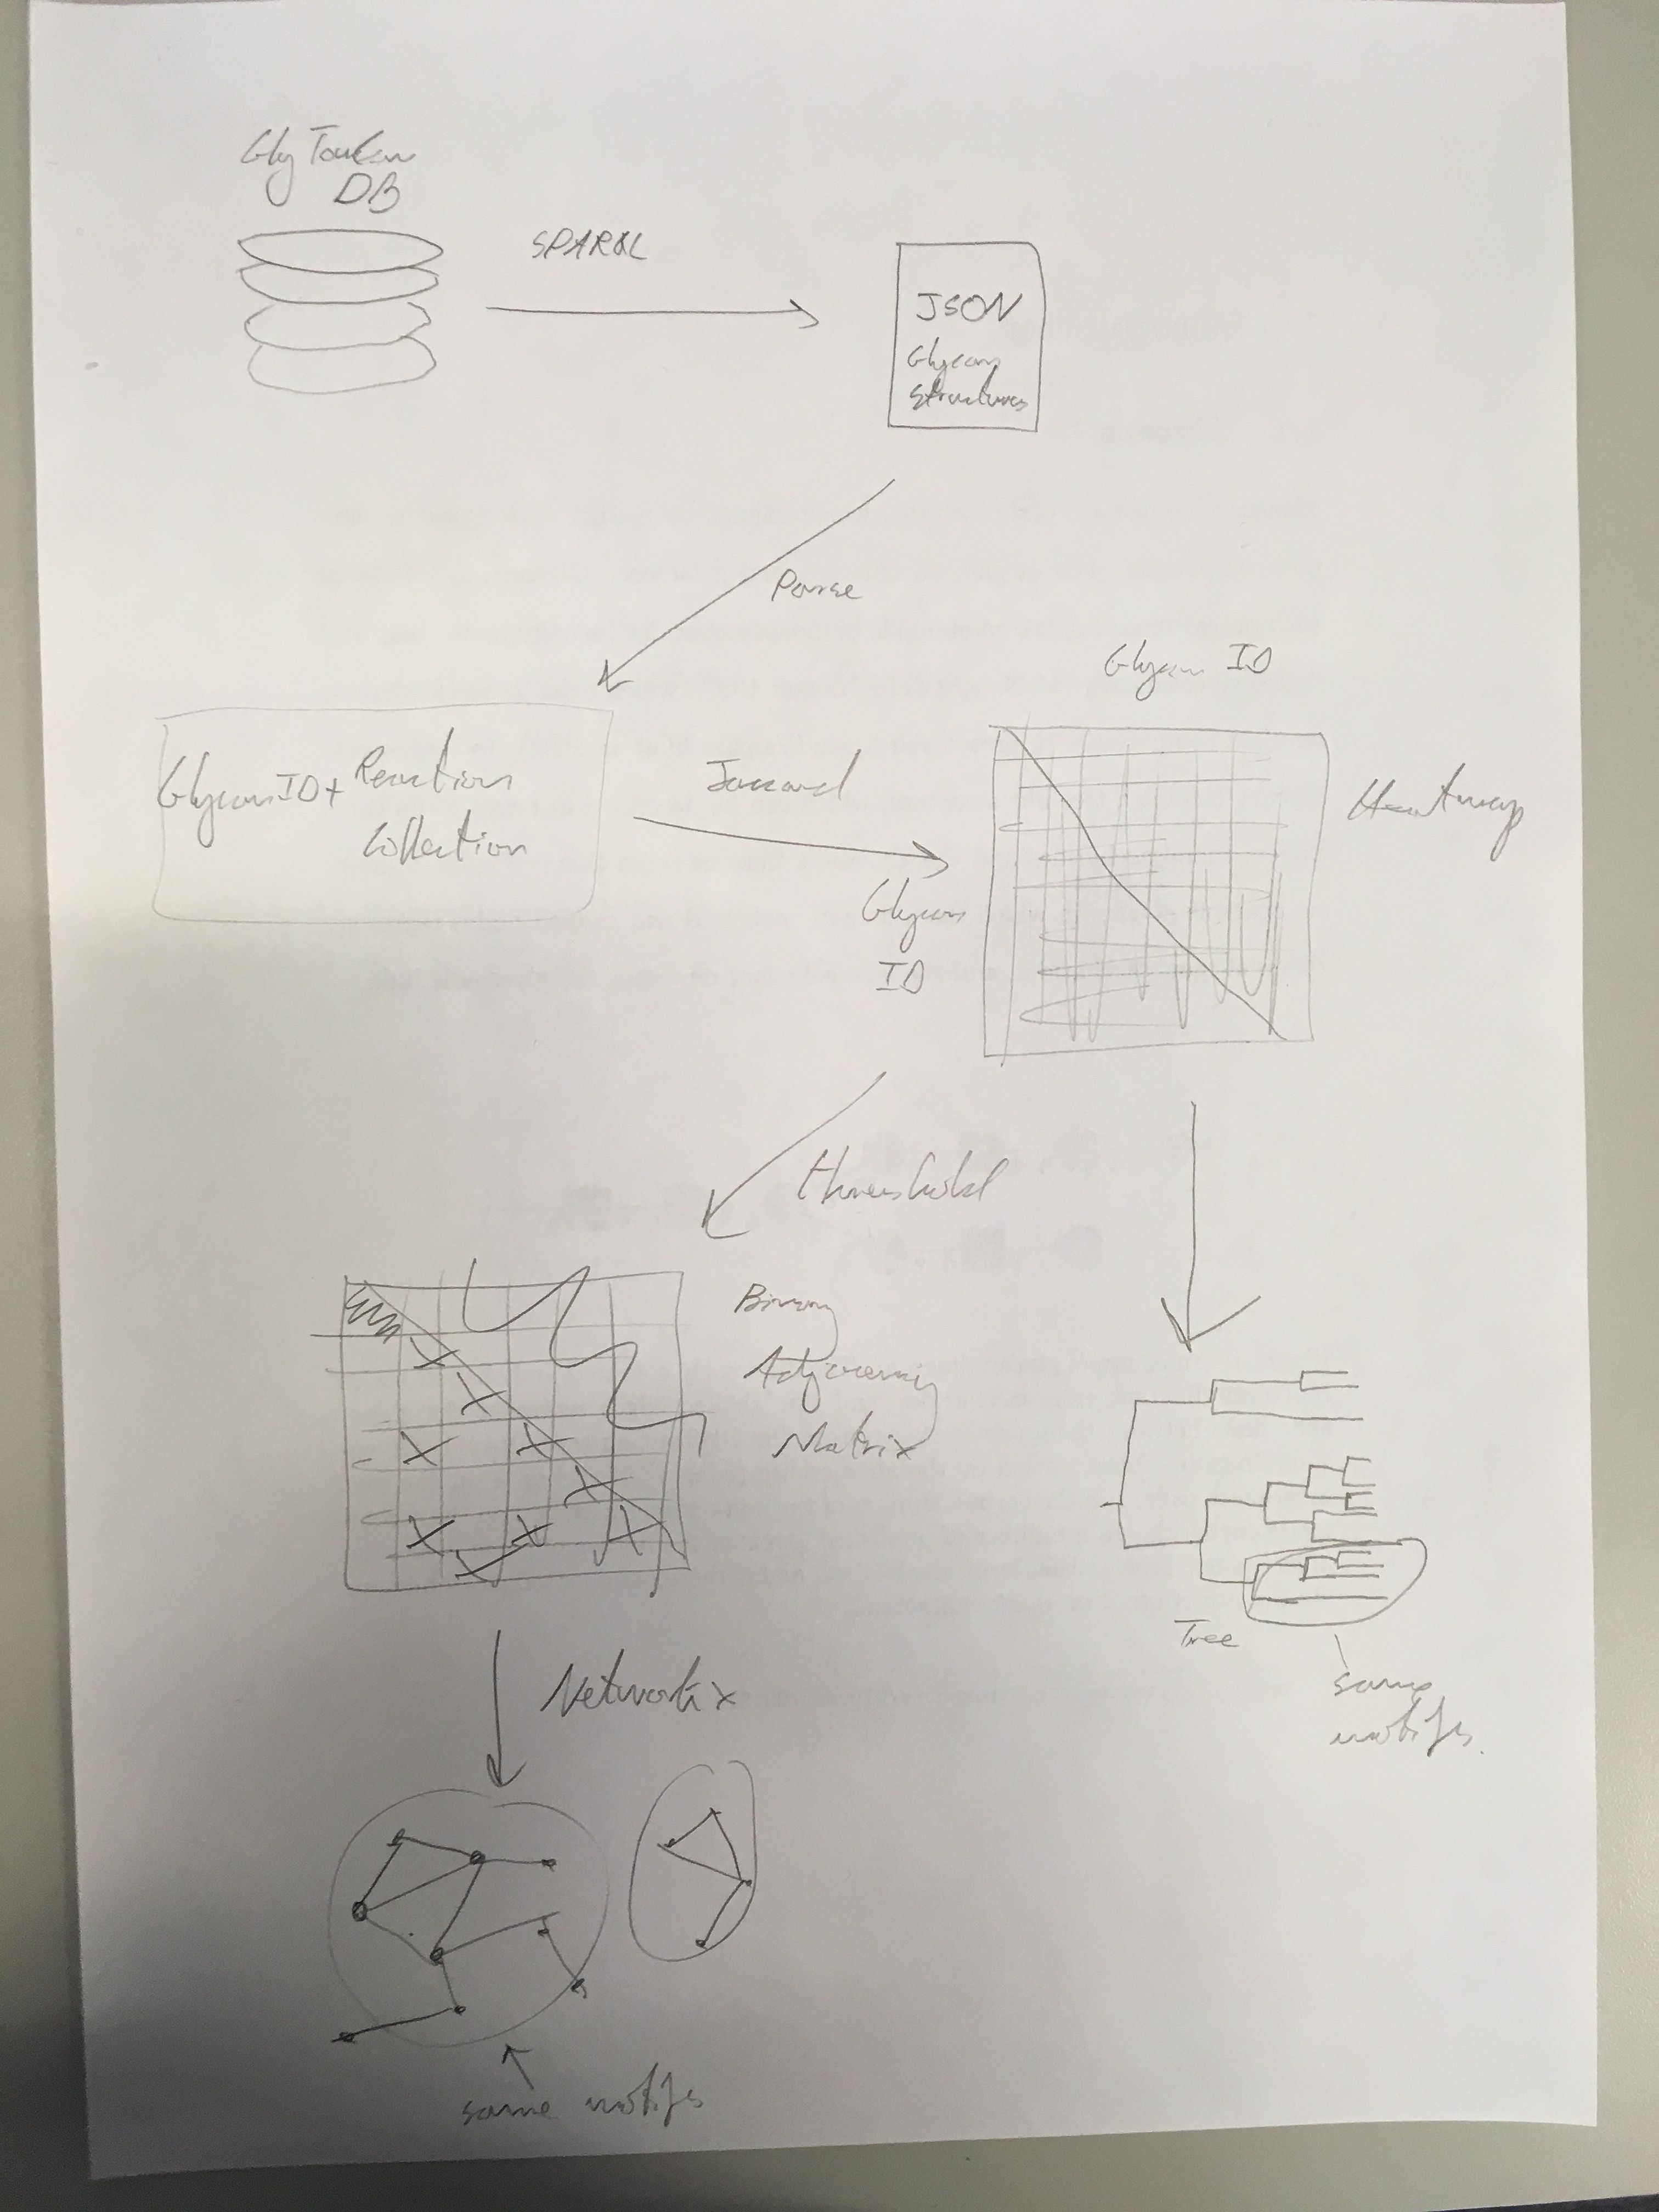 GlyTouCan
DB
SPARQL
JSON
Glycan
Structures
Parse
Glycan ID
GlycanID+ Reaction
Collection
Jaccard
Heatmap
Glycan
ID
threshold
Binary
Adjacency
Matrix
Networkx
Tree
same
motifs.
same motifs